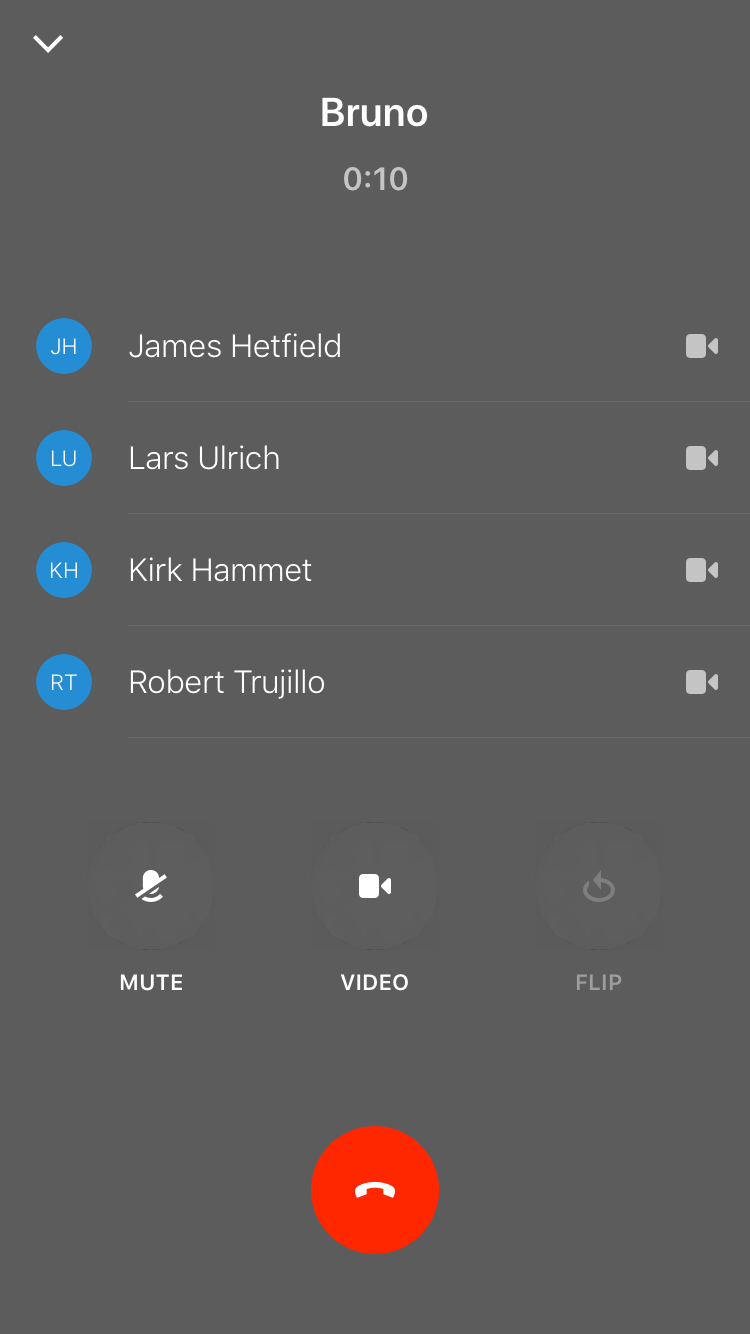 Bruno
0:10
JH James Hetfield
LU Lars Ulrich
KH Kirk Hammet
RT Robert Trujillo
MUTE VIDEO FLIP